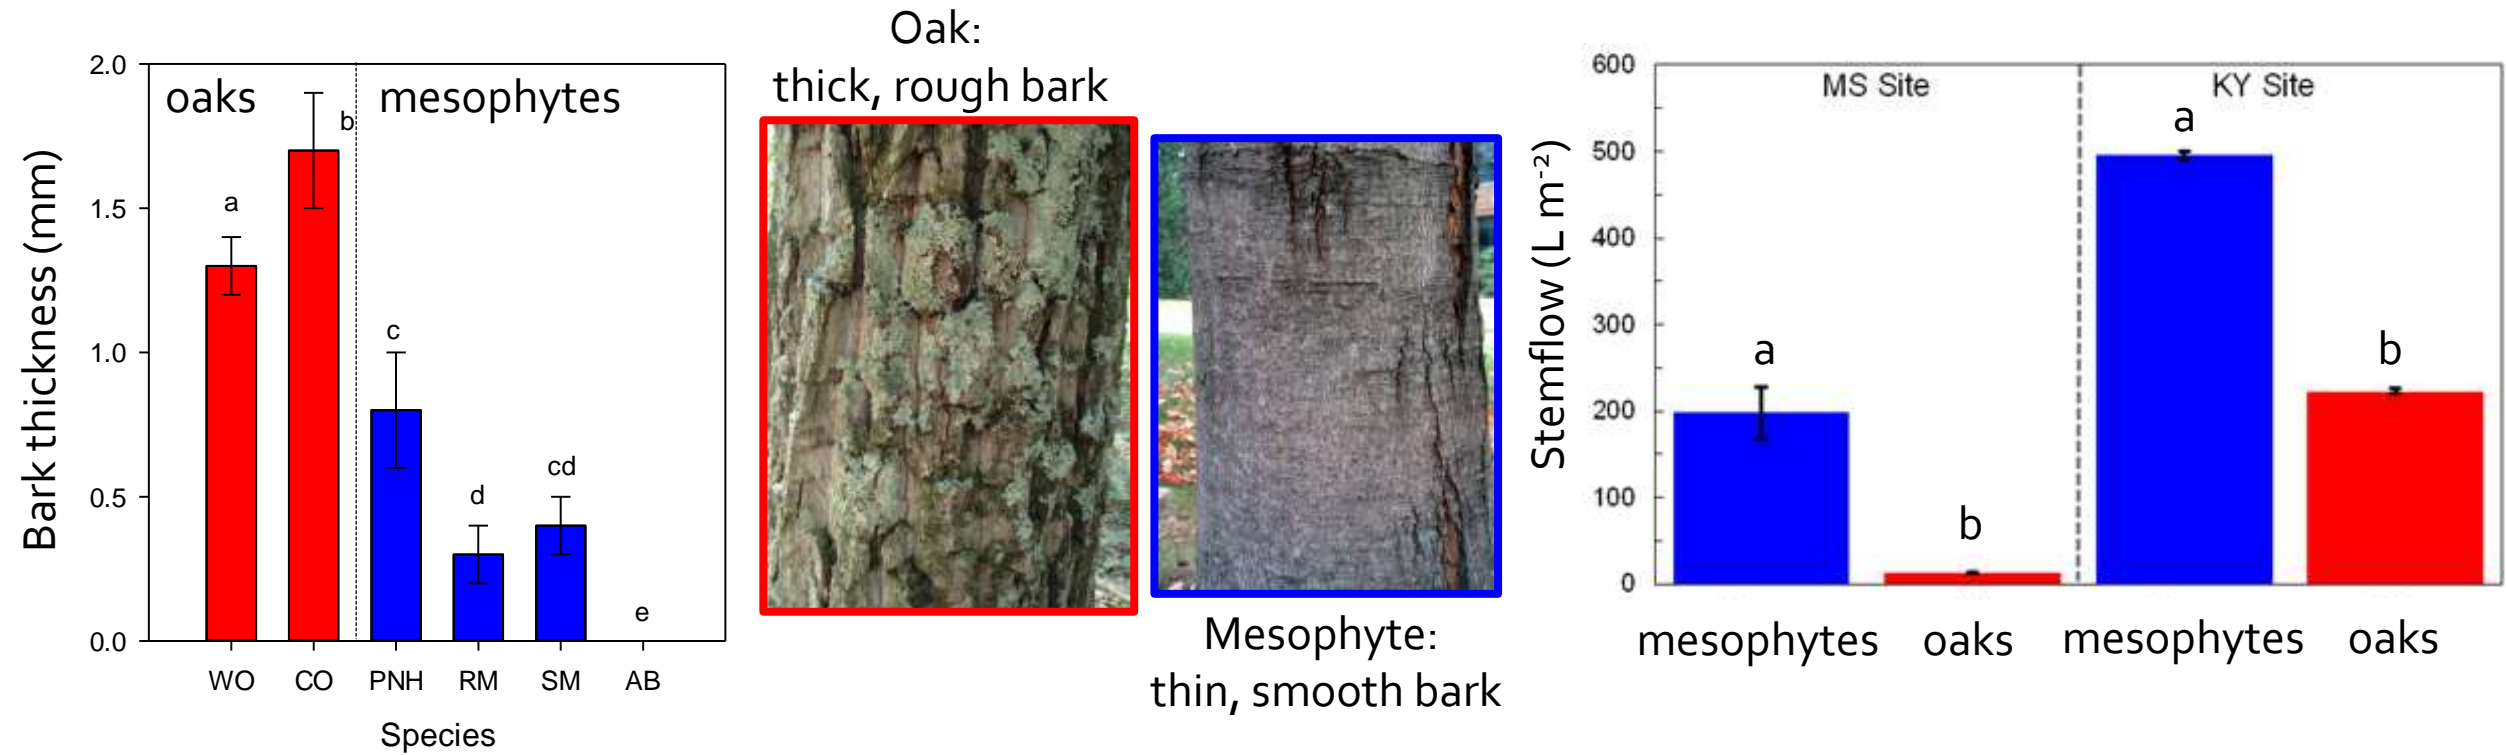 Bark thickness (mm)
2.0
1.5
1.0
0.5
0.0
oaks
mesophytes
a
b
c
d
cd
e
WO CO PNH RM SM AB
Species
Oak:
thick, rough bark
Mesophyte:
thin, smooth bark
Stemflow (L m⁻²)
600
500
400
300
200
100
0
MS Site
KY Site
a
b
a
b
mesophytes oaks mesophytes oaks